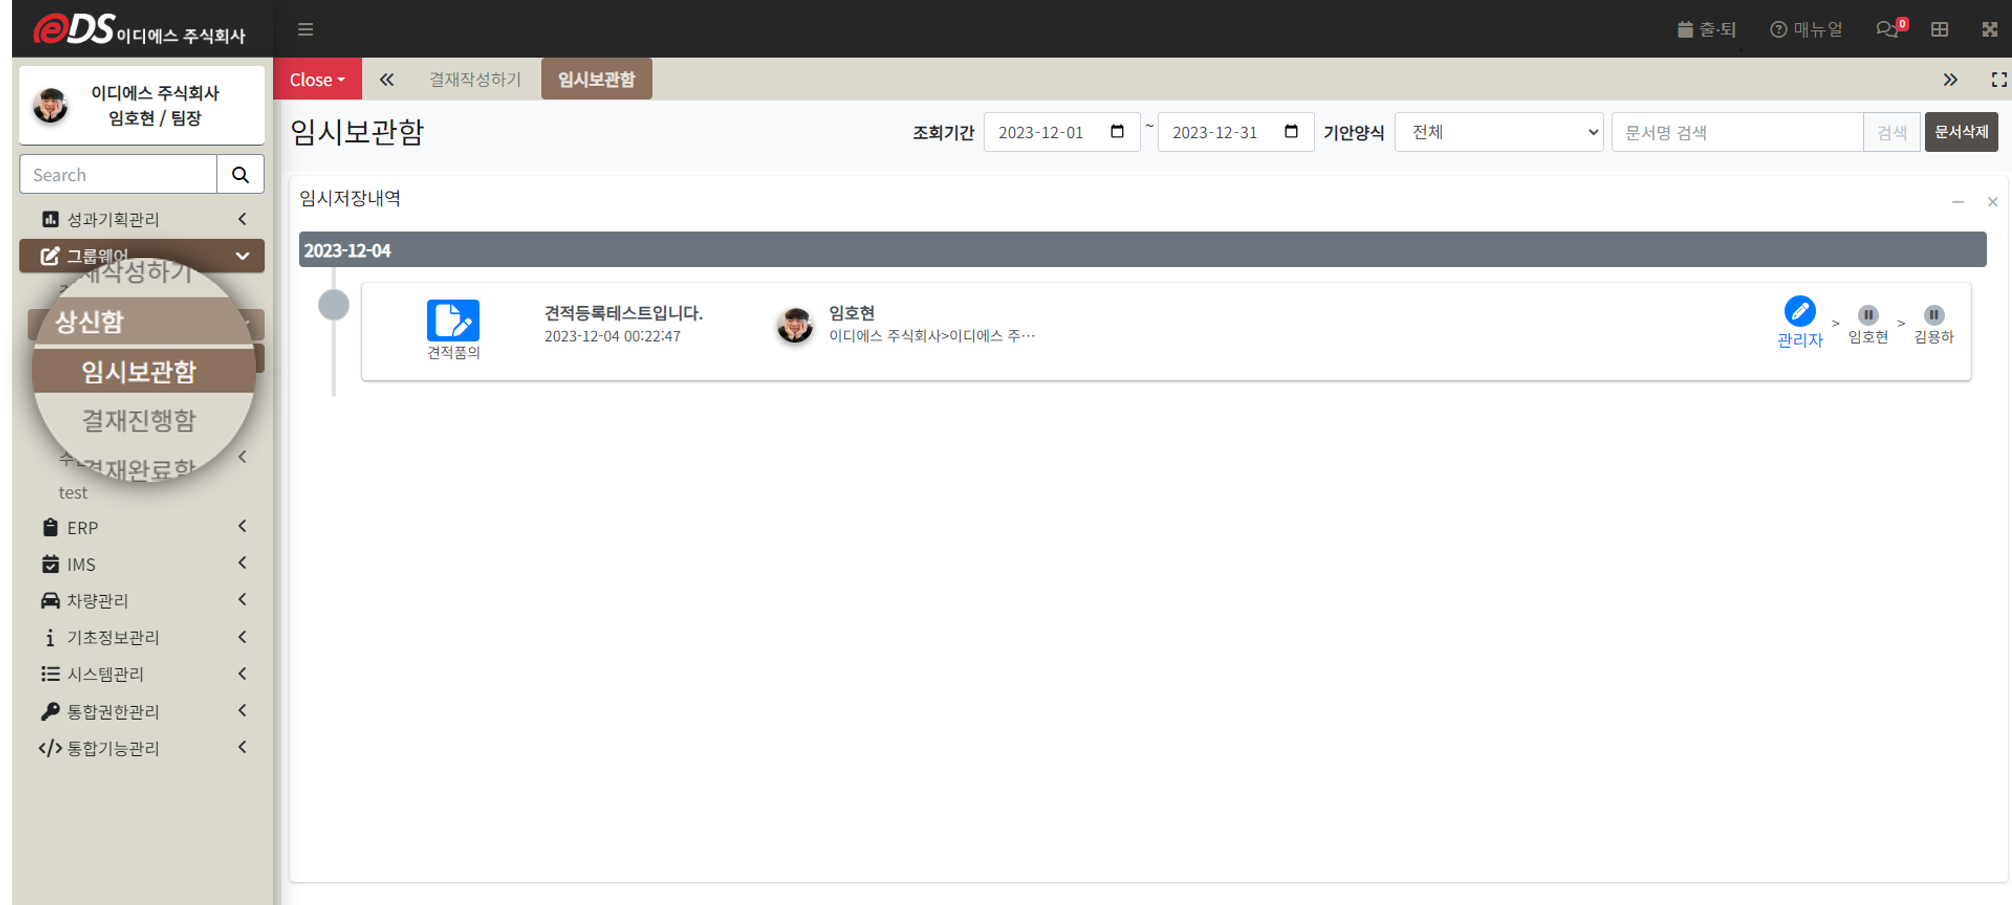 eDS 이디에스 주식회사
출·퇴
매뉴얼
0
이디에스 주식회사
임호현 / 팀장
Search
성과기획관리
그룹웨어
상신함
임시보관함
결재진행함
결재완료함
test
ERP
IMS
차량관리
기초정보관리
시스템관리
통합권한관리
</> 통합기능관리
Close
결재작성하기
임시보관함
임시보관함
조회기간 2023-12-01 ~ 2023-12-31 기안양식 전체 문서명 검색 검색 문서삭제
임시저장내역
2023-12-04
견적품의
견적등록테스트입니다.
2023-12-04 00:22:47
임호현
이디에스 주식회사>이디에스 주…
관리자 > 임호현 > 김용하